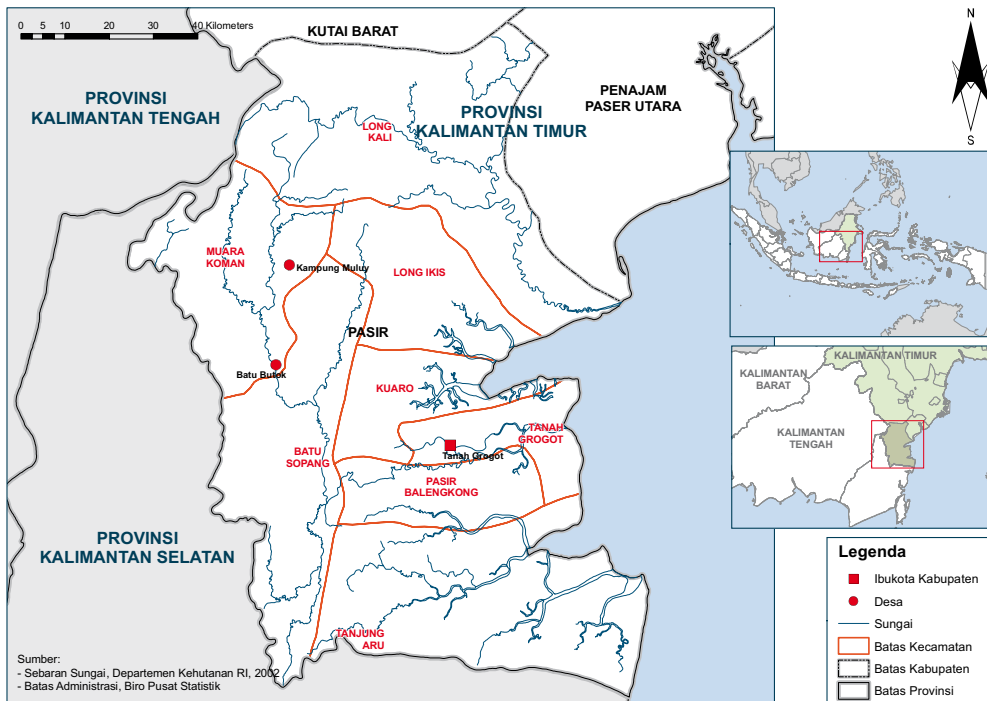 0 5 10 20 30 40 Kilometers
KUTAI BARAT
N
S
PENAJAM
PASER UTARA
PROVINSI
KALIMANTAN TENGAH
PROVINSI
KALIMANTAN TIMUR
LONG
KALI
MUARA
KOMAN
Kampung Muluy
LONG IKIS
PASIR
Batu Butok
KUARO
TANAH
GROGOT
BATU
SOPANG
Tanah Grogot
PASIR
BALENGKONG
PROVINSI
KALIMANTAN SELATAN
TANJUNG
ARU
KALIMANTAN TIMUR
KALIMANTAN
BARAT
KALIMANTAN
TENGAH
Legenda
Ibukota Kabupaten
Desa
Sungai
Batas Kecamatan
Batas Kabupaten
Batas Provinsi
Sumber:
- Sebaran Sungai, Departemen Kehutanan RI, 2002
- Batas Administrasi, Biro Pusat Statistik